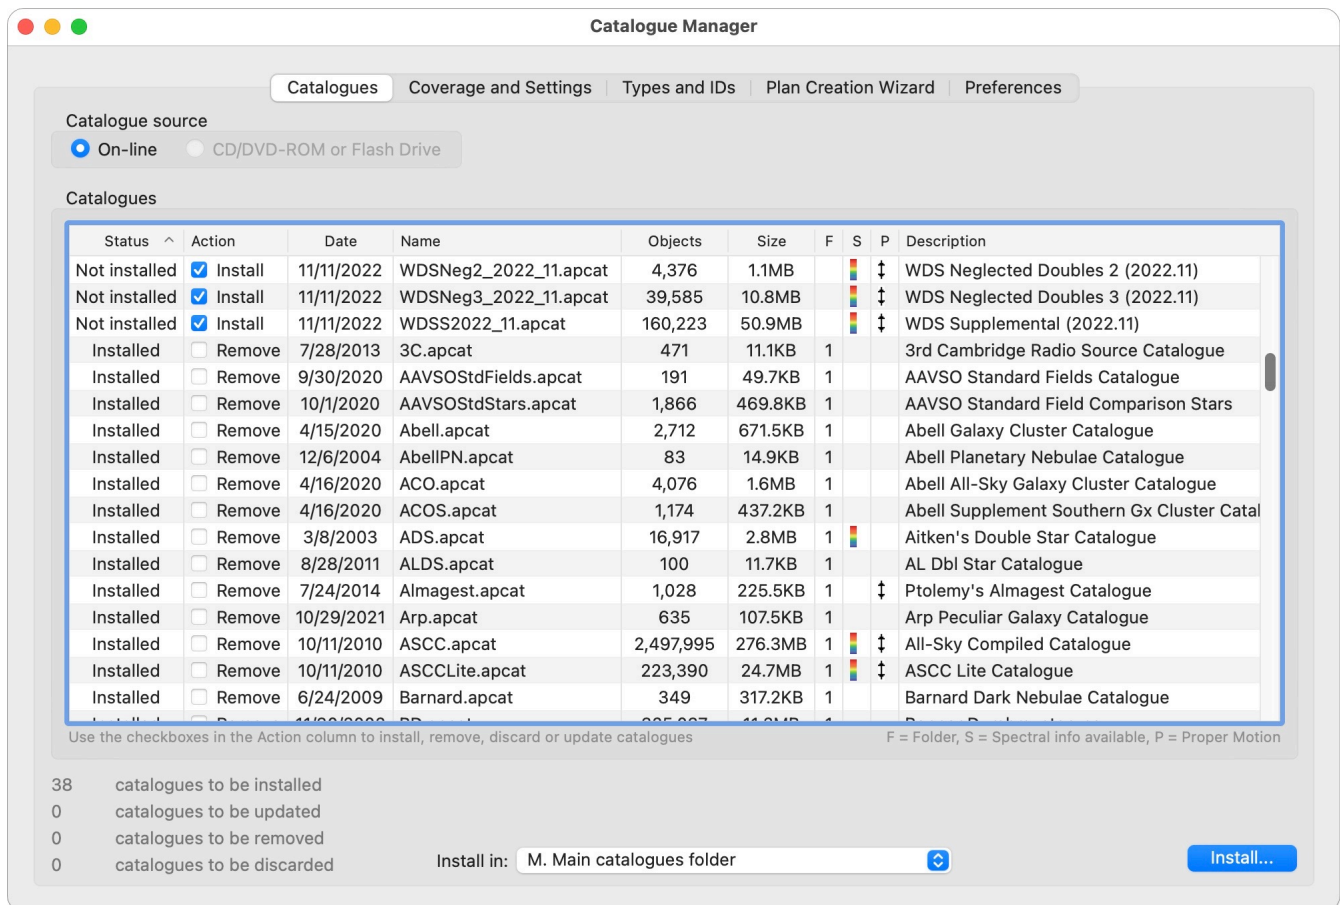 Catalogue Manager
Catalogues Coverage and Settings Types and IDs Plan Creation Wizard Preferences
Catalogue source
On-line CD/DVD-ROM or Flash Drive
Catalogues
Status Action Date Name Objects Size F S P Description
Not installed Install 11/11/2022 WDSNeg2_2022_11.apcat 4,376 1.1MB WDS Neglected Doubles 2 (2022.11)
Not installed Install 11/11/2022 WDSNeg3_2022_11.apcat 39,585 10.8MB WDS Neglected Doubles 3 (2022.11)
Not installed Install 11/11/2022 WDSS2022_11.apcat 160,223 50.9MB WDS Supplemental (2022.11)
Installed Remove 7/28/2013 3C.apcat 471 11.1KB 1 3rd Cambridge Radio Source Catalogue
Installed Remove 9/30/2020 AAVSOStdFields.apcat 191 49.7KB 1 AAVSO Standard Fields Catalogue
Installed Remove 10/1/2020 AAVSOStdStars.apcat 1,866 469.8KB 1 AAVSO Standard Field Comparison Stars
Installed Remove 4/15/2020 Abell.apcat 2,712 671.5KB 1 Abell Galaxy Cluster Catalogue
Installed Remove 12/6/2004 AbellPN.apcat 83 14.9KB 1 Abell Planetary Nebulae Catalogue
Installed Remove 4/16/2020 ACO.apcat 4,076 1.6MB 1 Abell All-Sky Galaxy Cluster Catalogue
Installed Remove 4/16/2020 ACOS.apcat 1,174 437.2KB 1 Abell Supplement Southern Gx Cluster Catal
Installed Remove 3/8/2003 ADS.apcat 16,917 2.8MB 1 Aitken's Double Star Catalogue
Installed Remove 8/28/2011 ALDS.apcat 100 11.7KB 1 AL Dbl Star Catalogue
Installed Remove 7/24/2014 Almagest.apcat 1,028 225.5KB 1 Ptolemy's Almagest Catalogue
Installed Remove 10/29/2021 Arp.apcat 635 107.5KB 1 Arp Peculiar Galaxy Catalogue
Installed Remove 10/11/2010 ASCC.apcat 2,497,995 276.3MB 1 All-Sky Compiled Catalogue
Installed Remove 10/11/2010 ASCCLite.apcat 223,390 24.7MB 1 ASCC Lite Catalogue
Installed Remove 6/24/2009 Barnard.apcat 349 317.2KB 1 Barnard Dark Nebulae Catalogue
Use the checkboxes in the Action column to install, remove, discard or update catalogues F = Folder, S = Spectral info available, P = Proper Motion
38 catalogues to be installed
0 catalogues to be updated
0 catalogues to be removed
0 catalogues to be discarded
Install in: M. Main catalogues folder Install...